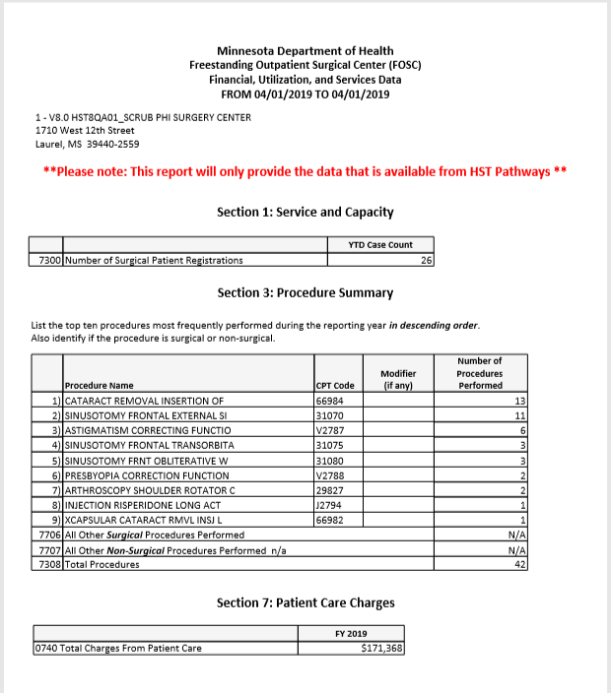 Minnesota Department of Health
Freestanding Outpatient Surgical Center (FOSC)
Financial, Utilization, and Services Data
FROM 04/01/2019 TO 04/01/2019
1 - V8.0 HST8QA01_SCRUB PHI SURGERY CENTER
1710 West 12th Street
Laurel, MS 39440-2559
**Please note: This report will only provide the data that is available from HST Pathways **
Section 1: Service and Capacity
YTD Case Count
7300 Number of Surgical Patient Registrations 26
Section 3: Procedure Summary
List the top ten procedures most frequently performed during the reporting year in descending order.
Also identify if the procedure is surgical or non-surgical.
Procedure Name CPT Code Modifier (if any) Number of Procedures Performed
1) CATARACT REMOVAL INSERTION OF 66984 13
2) SINUSOTOMY FRONTAL EXTERNAL SI 31070 11
3) ASTIGMATISM CORRECTING FUNCTIO V2787 6
4) SINUSOTOMY FRONTAL TRANSORBITA 31075 3
5) SINUSOTOMY FRNT OBLITERATIVE W 31080 3
6) PRESBYOPIA CORRECTION FUNCTION V2788 2
7) ARTHROSCOPY SHOULDER ROTATOR C 29827 2
8) INJECTION RISPERIDONE LONG ACT J2794 1
9) XCAPSULAR CATARACT RMVL INSJ L 66982 1
7706 All Other Surgical Procedures Performed N/A
7707 All Other Non-Surgical Procedures Performed n/a N/A
7308 Total Procedures 42
Section 7: Patient Care Charges
FY 2019
0740 Total Charges From Patient Care $171,368